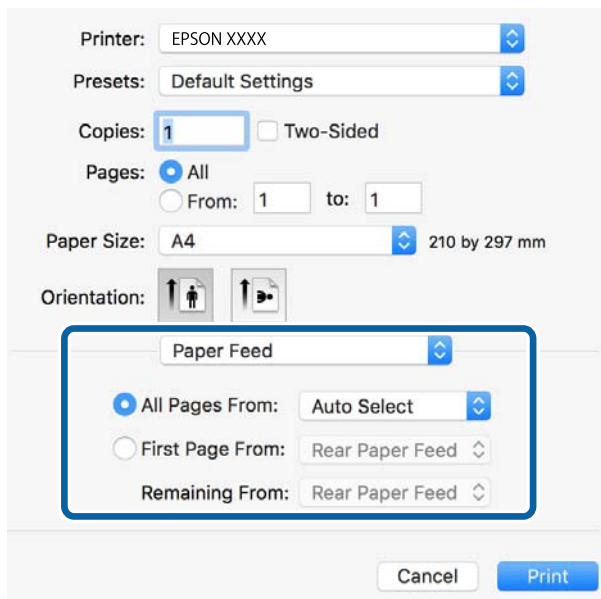 Printer: EPSON XXXX
Presets: Default Settings
Copies: 1 Two-Sided
Pages: All
From: 1 to: 1
Paper Size: A4 210 by 297 mm
Orientation:
Paper Feed
All Pages From: Auto Select
First Page From: Rear Paper Feed
Remaining From: Rear Paper Feed
Cancel Print